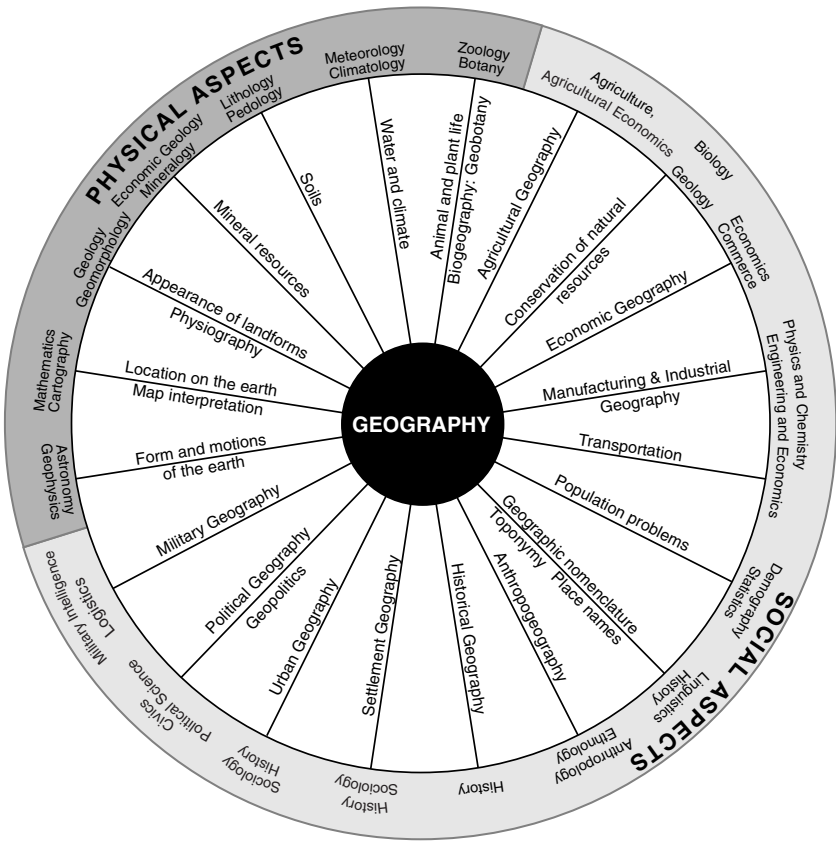 PHYSICAL ASPECTS
Meteorology
Climatology
Zoology
Botany
Agriculture,
Agricultural Economics
Biology
Geology
Economics
Commerce
Physics and Chemistry
Engineering and Economics
Demography
Statistics
SOCIAL ASPECTS
Linguistics
History
Anthropology
Ethnology
History
Sociology
History
Sociology
History
Civics
Political Science
Military Intelligence
Logistics
Astronomy
Geophysics
Mathematics
Cartography
Geology
Geomorphology
Economic Geology
Mineralogy
Lithology
Pedology
Water and climate
Animal and plant life
Biogeography: Geobotany
Agricultural Geography
Conservation of natural
resources
Economic Geography
Manufacturing & Industrial
Geography
Transportation
Population problems
Geographic nomenclature
Toponymy Place names
Anthropogeography
Historical Geography
Settlement Geography
Urban Geography
Political Geography
Geopolitics
Military Geography
Form and motions
of the earth
Location on the earth
Map interpretation
Appearance of landforms
Physiography
Mineral resources
Soils
GEOGRAPHY